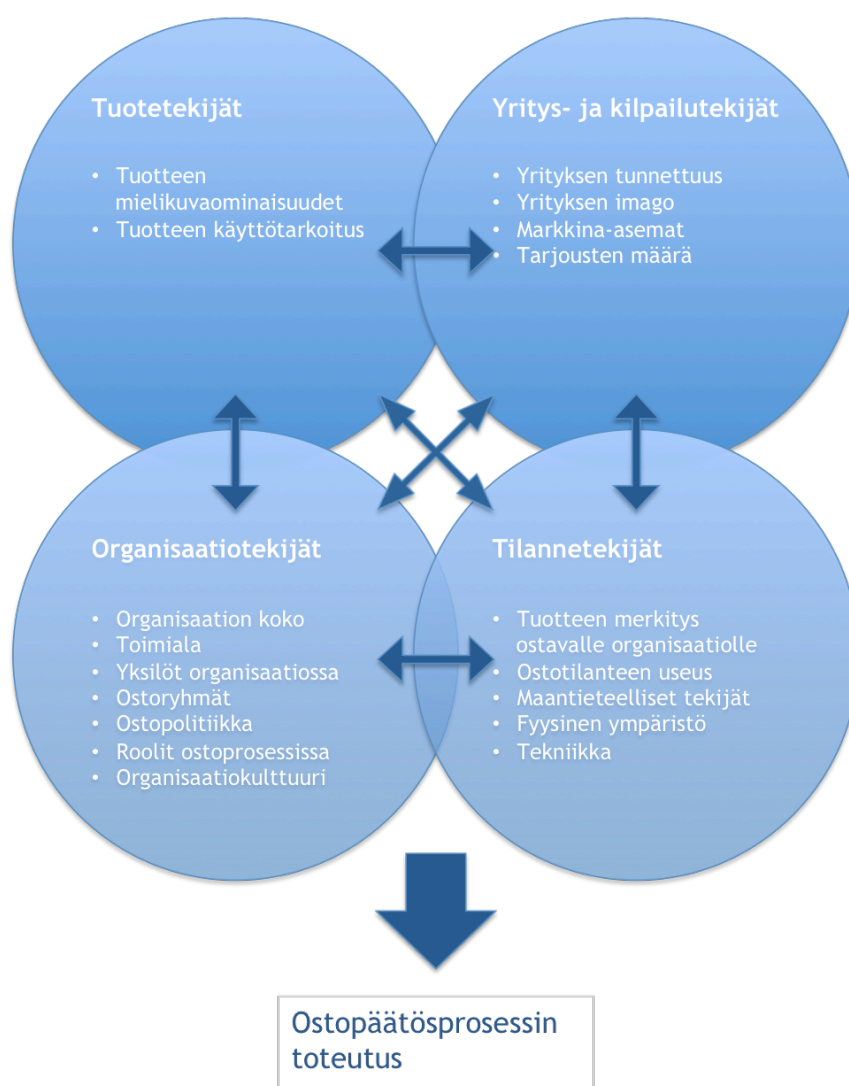 Tuotetekijät
• Tuotteen
mielikuvaominaisuudet
• Tuotteen käyttötarkoitus
Yritys- ja kilpailutekijät
• Yrityksen tunnettuus
• Yrityksen imago
• Markkina-asemat
• Tarjousten määrä
Organisaatiotekijät
• Organisaation koko
• Toimiala
• Yksilöt organisaatiossa
• Ostoryhmät
• Ostopolitiikka
• Roolit ostoprosessissa
• Organisaatiokulttuuri
Tilannetekijät
• Tuotteen merkitys
ostavalle organisaatiolle
• Ostotilanteen useus
• Maantieteelliset tekijät
• Fyysinen ympäristö
• Tekniikka
Ostopäätösprosessin
toteutus